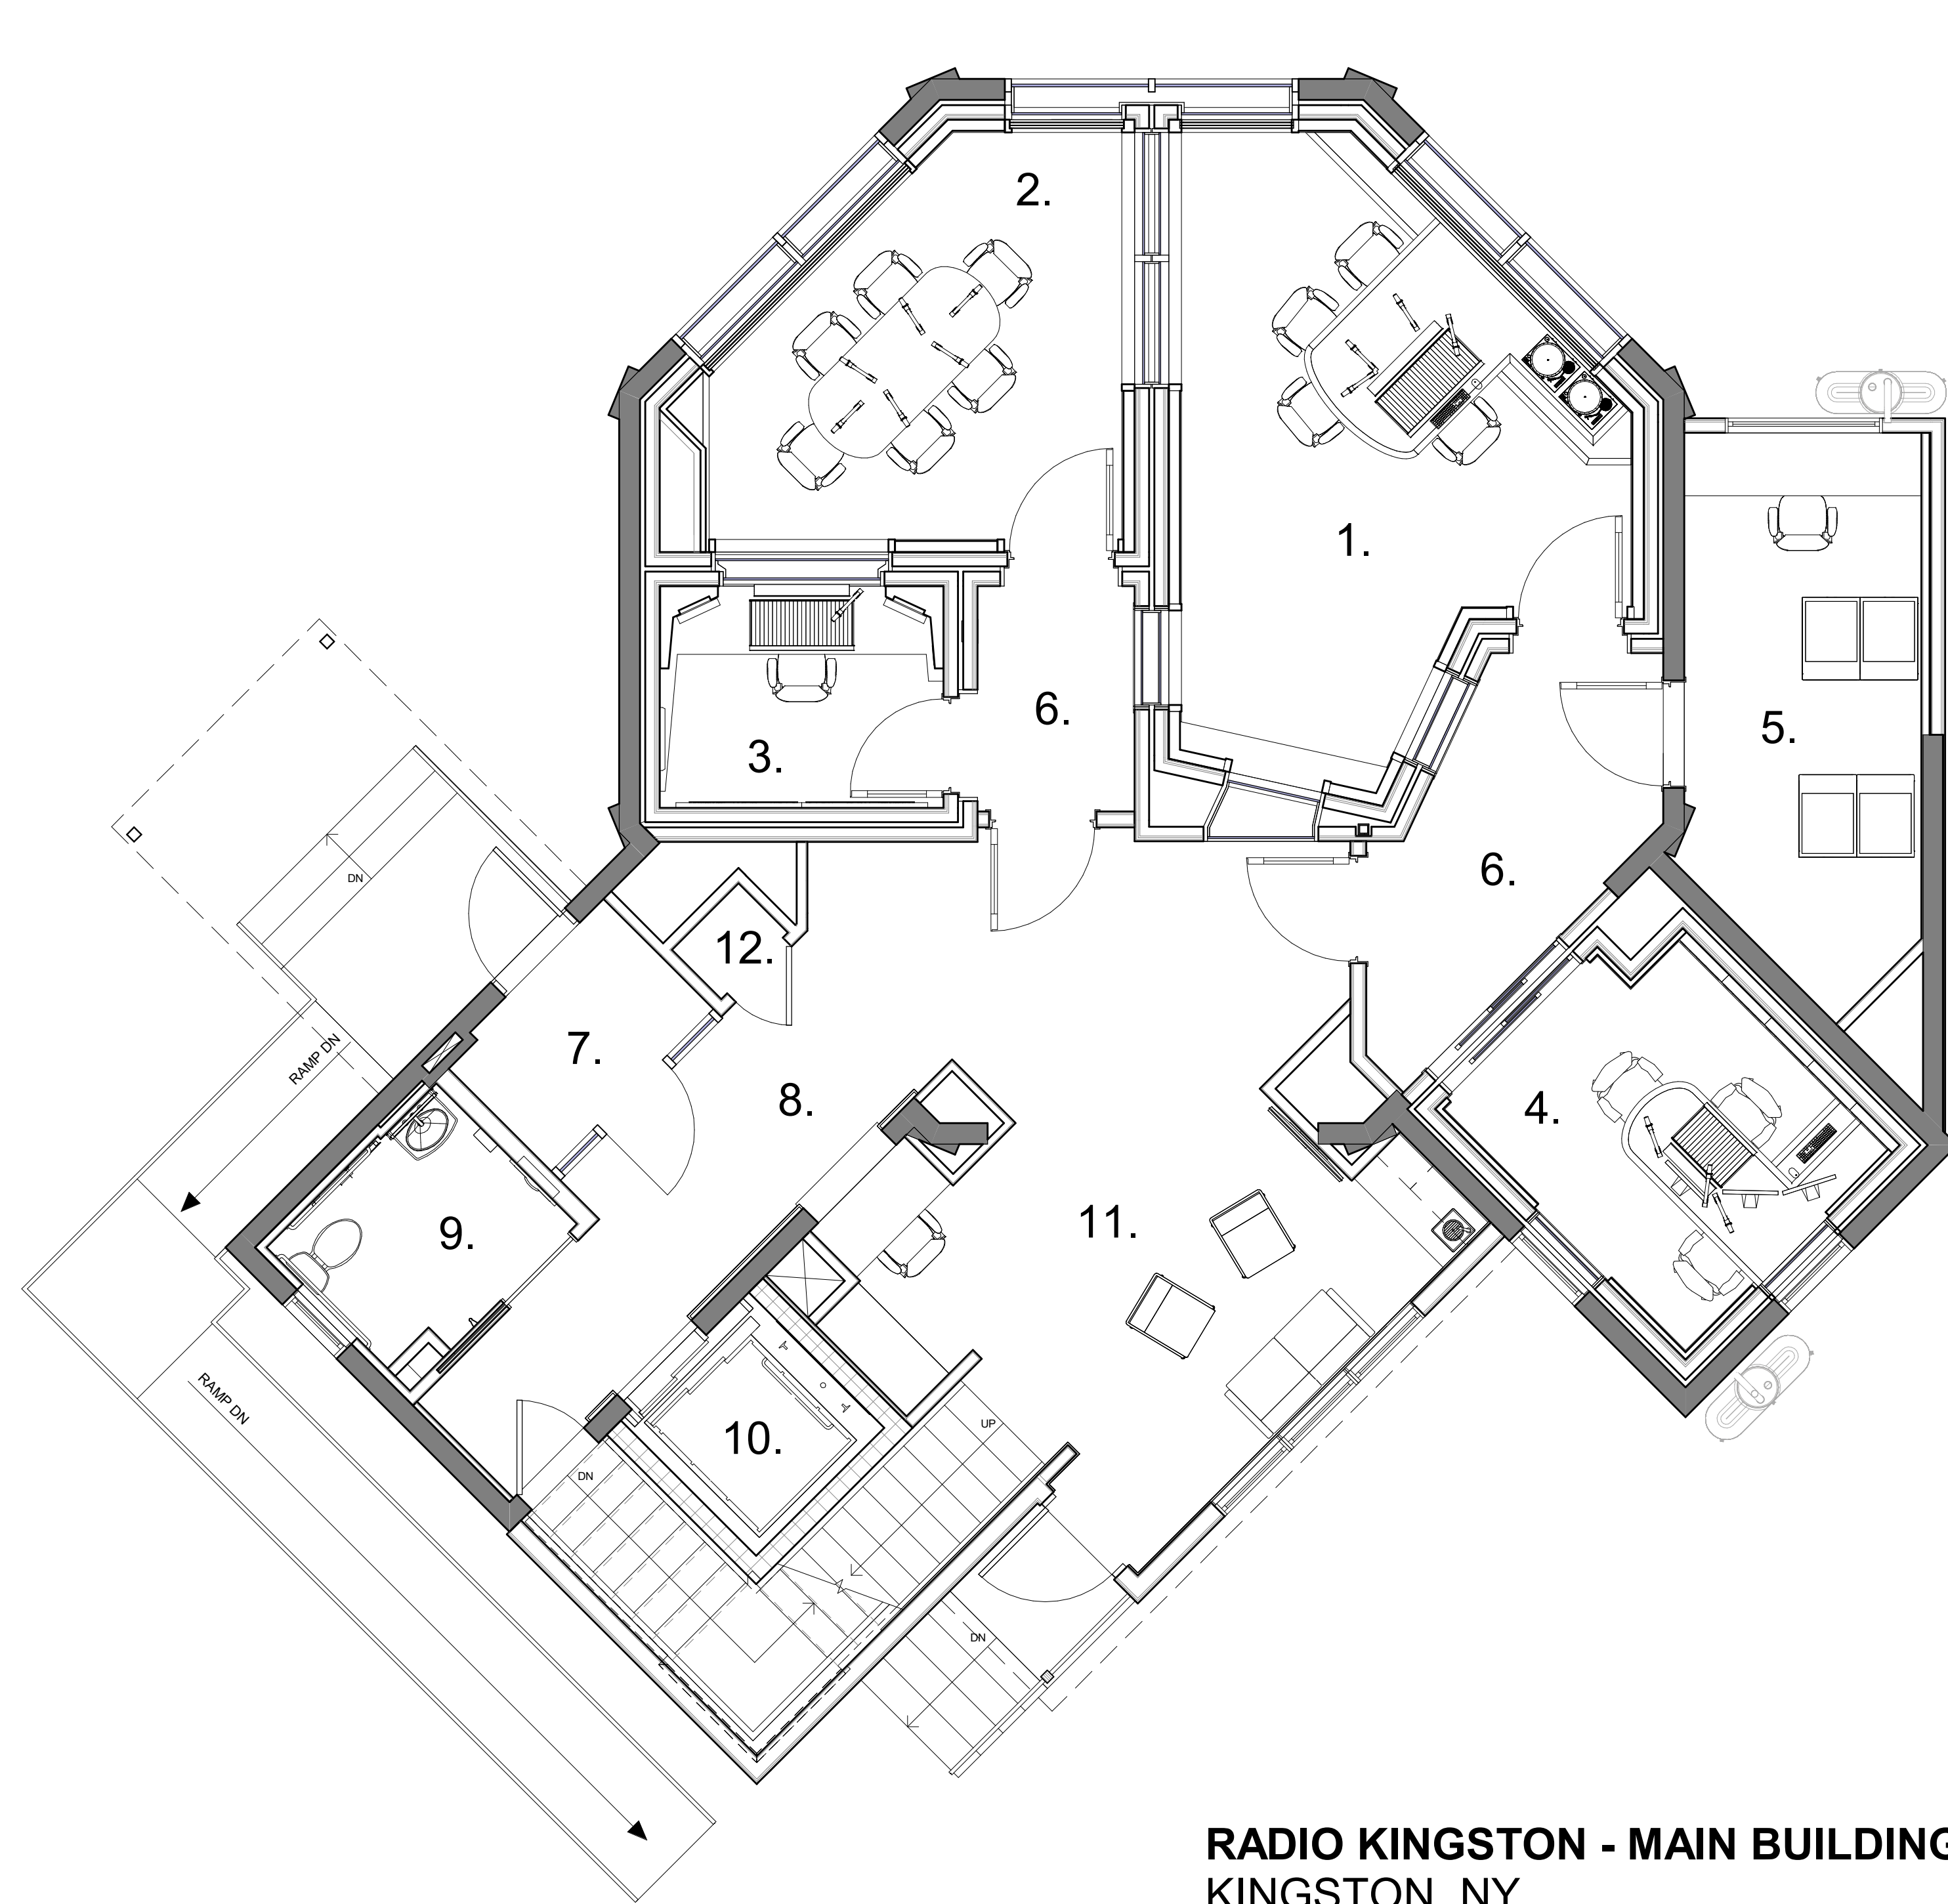 2.
1.
6.
3.
5.
6.
DN
12.
7.
RAMP DN
8.
4.
9.
11.
RAMP DN
10.
UP
DN
DN
RADIO KINGSTON - MAIN BUILDING
KINGSTON, NY